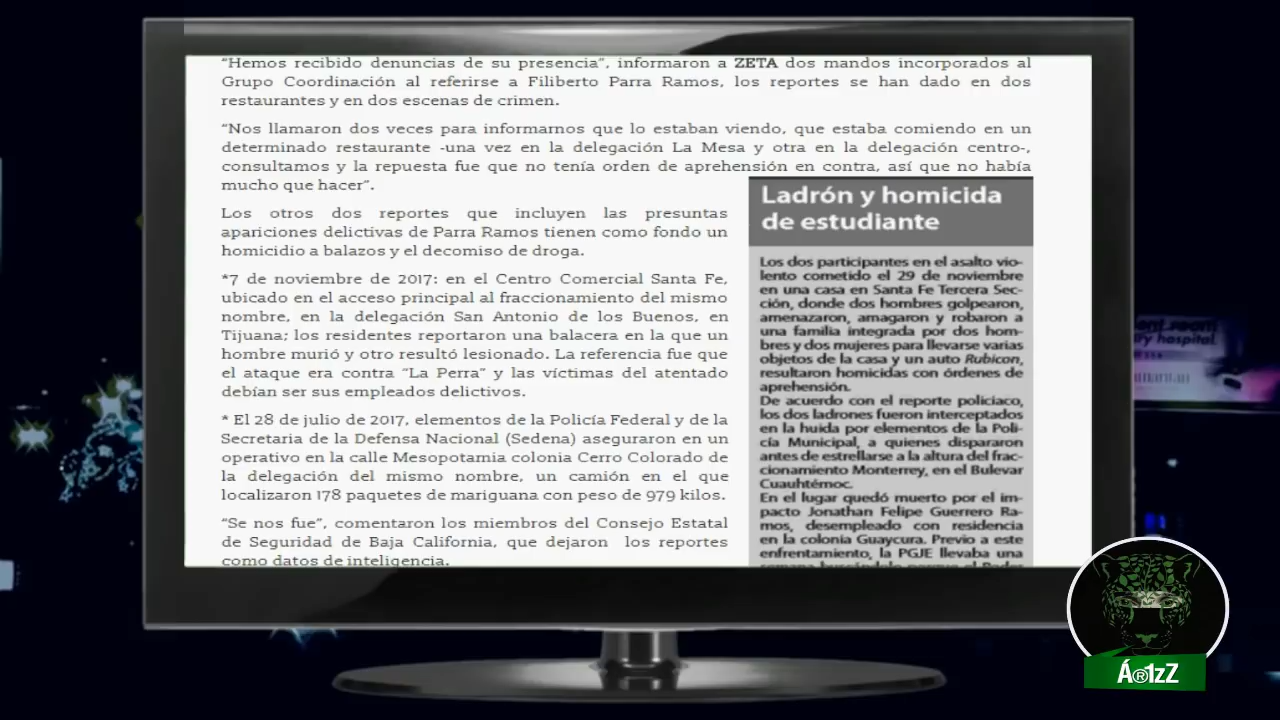 “Hemos recibido denuncias de su presencia”, informaron a ZETA dos mandos incorporados al
Grupo Coordinación al referirse a Filiberto Parra Ramos, los reportes se han dado en dos
restaurantes y en dos escenas de crimen.
“Nos llamaron dos veces para informarnos que lo estaban viendo, que estaba comiendo en un
determinado restaurante -una vez en la delegación La Mesa y otra en la delegación centro-,
consultamos y la repuesta fue que no tenía orden de aprehensión en contra, así que no había
mucho que hacer”.
Los otros dos reportes que incluyen las presuntas
apariciones delictivas de Parra Ramos tienen como fondo un
homicidio a balazos y el decomiso de droga.
*7 de noviembre de 2017: en el Centro Comercial Santa Fe,
ubicado en el acceso principal al fraccionamiento del mismo
nombre, en la delegación San Antonio de los Buenos, en
Tijuana; los residentes reportaron una balacera en la que un
hombre murió y otro resultó lesionado. La referencia fue que
el ataque era contra “La Perra” y las víctimas del atentado
debían ser sus empleados delictivos.
* El 28 de julio de 2017, elementos de la Policía Federal y de la
Secretaria de la Defensa Nacional (Sedena) aseguraron en un
operativo en la calle Mesopotamia colonia Cerro Colorado de
la delegación del mismo nombre, un camión en el que
localizaron 178 paquetes de mariguana con peso de 979 kilos.
“Se nos fue”, comentaron los miembros del Consejo Estatal
de Seguridad de Baja California, que dejaron los reportes
como datos de inteligencia.
Ladrón y homicida
de estudiante
Los dos participantes en el asalto vio-
lento cometido el 29 de noviembre
en una casa en Santa Fe Tercera Sec-
ción, donde dos hombres golpearon,
amenazaron, amagaron y robaron a
una familia integrada por dos hom-
bres y dos mujeres para llevarse varias
objetos de la casa y un auto Rubicon,
resultaron homicidas con órdenes de
aprehensión.
De acuerdo con el reporte policiaco,
los dos ladrones fueron interceptados
en la huida por elementos de la Poli-
cía Municipal, a quienes dispararon
antes de estrellarse a la altura del frac-
cionamiento Monterrey, en el Bulevar
Cuauhtémoc.
En el lugar quedó muerto por el im-
pacto Jonathan Felipe Guerrero Ra-
mos, desempleado con residencia
en la colonia Guaycura. Previo a este
enfrentamiento, la PGJE llevaba una
hospital
Á®1zZ